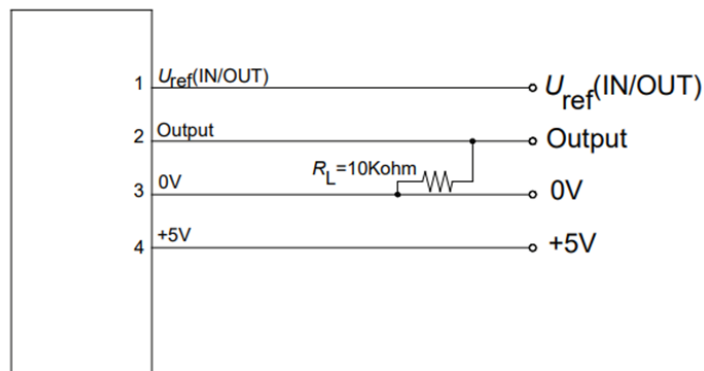 1 Uref(IN/OUT) Uref(IN/OUT)
2 Output Output
RL=10Kohm
3 0V 0V
4 +5V +5V